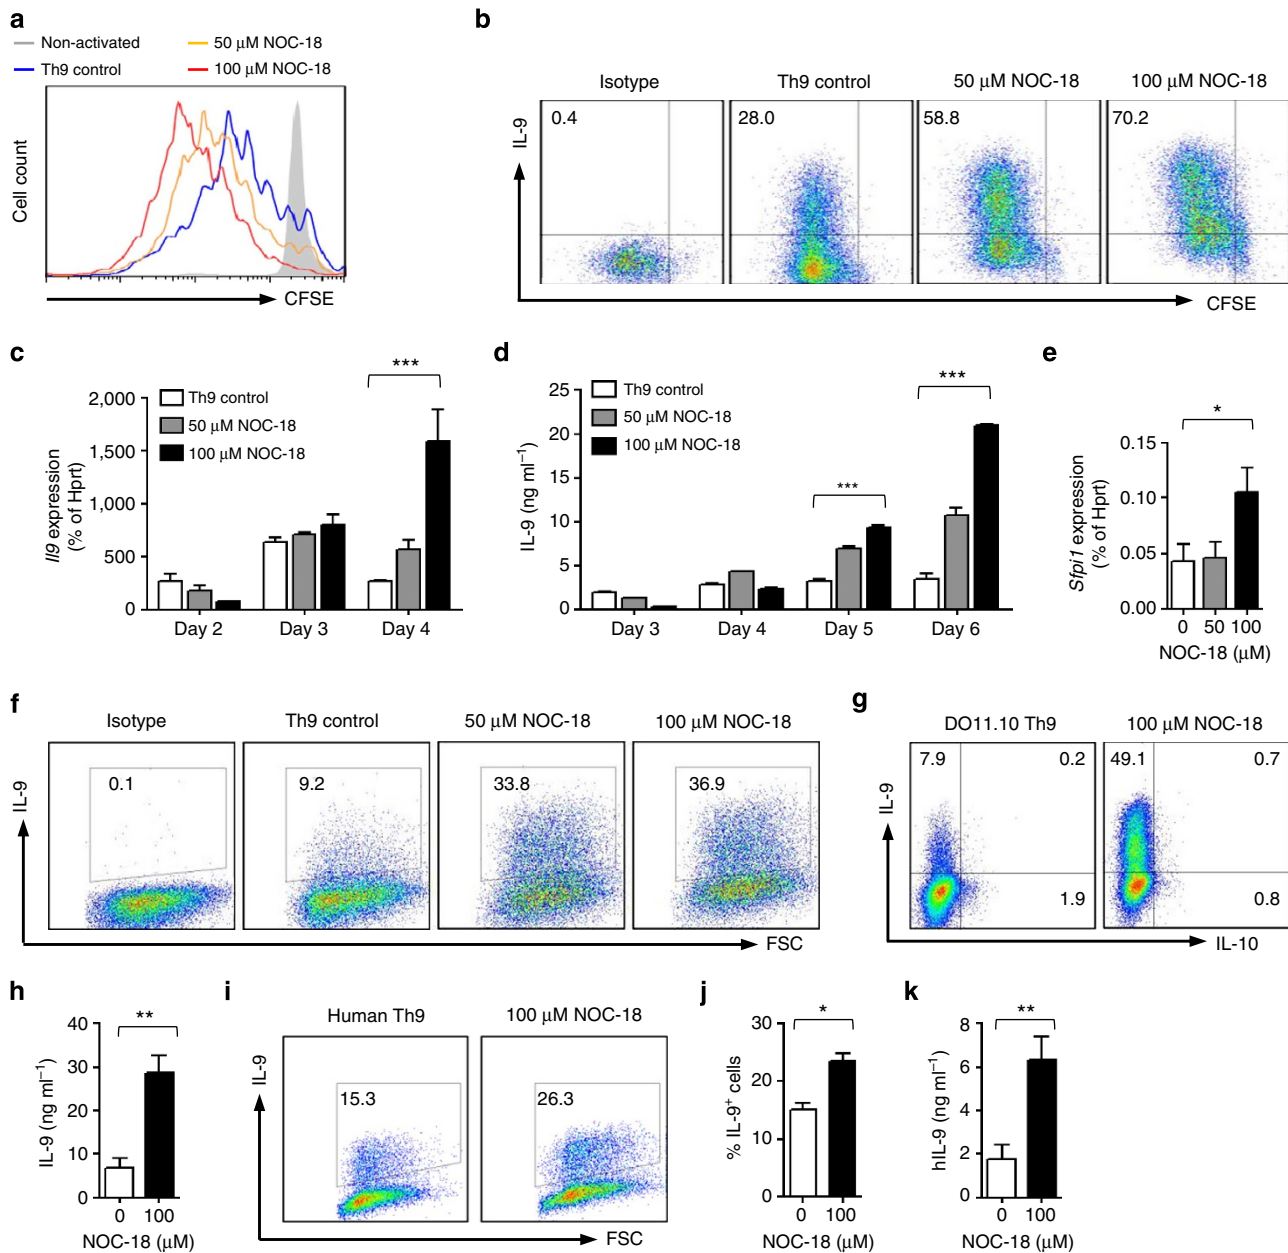 a
Non-activated
50 µM NOC-18
Th9 control
100 µM NOC-18
Cell count
CFSE
b
Isotype
Th9 control
50 µM NOC-18
100 µM NOC-18
IL-9
0.4
28.0
58.8
70.2
CFSE
c
Il9 expression
(% of Hprt)
2,000
1,500
1,000
500
0
Th9 control
50 µM NOC-18
100 µM NOC-18
***
Day 2
Day 3
Day 4
d
IL-9 (ng ml⁻¹)
25
20
15
10
5
0
Th9 control
50 µM NOC-18
100 µM NOC-18
***
***
Day 3
Day 4
Day 5
Day 6
e
Sfpi1 expression
(% of Hprt)
0.15
0.10
0.05
0.00
*
0 50 100
NOC-18 (µM)
f
Isotype
Th9 control
50 µM NOC-18
100 µM NOC-18
IL-9
0.1
9.2
33.8
36.9
FSC
g
DO11.10 Th9
100 µM NOC-18
IL-9
7.9
0.2
1.9
49.1
0.7
0.8
IL-10
h
IL-9 (ng ml⁻¹)
40
30
20
10
0
**
0 100
NOC-18 (µM)
i
Human Th9
100 µM NOC-18
IL-9
15.3
26.3
FSC
j
% IL-9⁺ cells
30
20
10
0
*
0 100
NOC-18 (µM)
k
hIL-9 (ng ml⁻¹)
8
6
4
2
0
**
0 100
NOC-18 (µM)